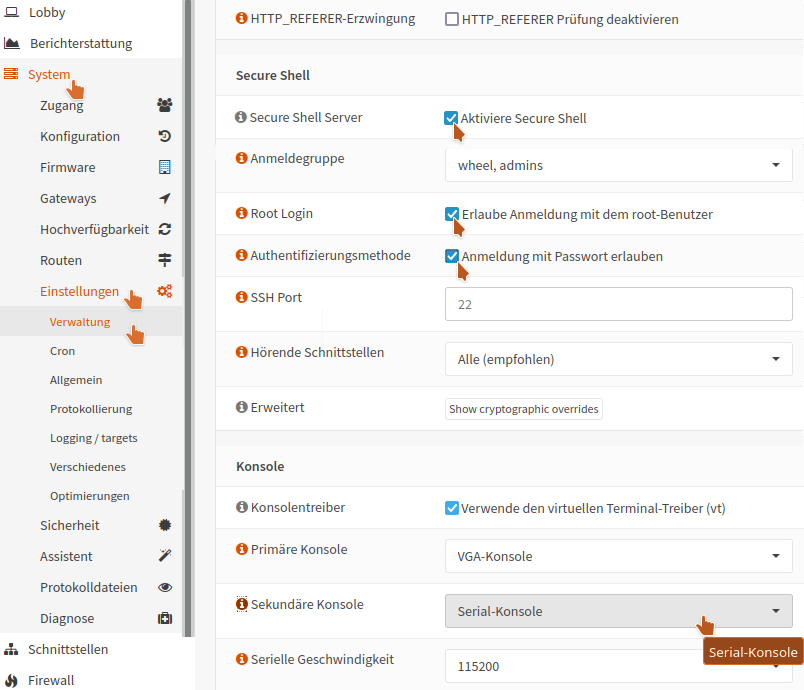 Lobby
Berichterstattung
System
Zugang
Konfiguration
Firmware
Gateways
Hochverfügbarkeit
Routen
Einstellungen
Verwaltung
Cron
Allgemein
Protokollierung
Logging / targets
Verschiedenes
Optimierungen
Sicherheit
Assistent
Protokolldateien
Diagnose
Schnittstellen
Firewall
HTTP_REFERER-Erzwingung
HTTP_REFERER Prüfung deaktivieren
Secure Shell
Secure Shell Server
Aktiviere Secure Shell
Anmeldegruppe
wheel, admins
Root Login
Erlaube Anmeldung mit dem root-Benutzer
Authentifizierungsmethode
Anmeldung mit Passwort erlauben
SSH Port
22
Hörende Schnittstellen
Alle (empfohlen)
Erweitert
Show cryptographic overrides
Konsole
Konsolentreiber
Verwende den virtuellen Terminal-Treiber (vt)
Primäre Konsole
VGA-Konsole
Sekundäre Konsole
Serial-Konsole
Serial-Konsole
Serielle Geschwindigkeit
115200